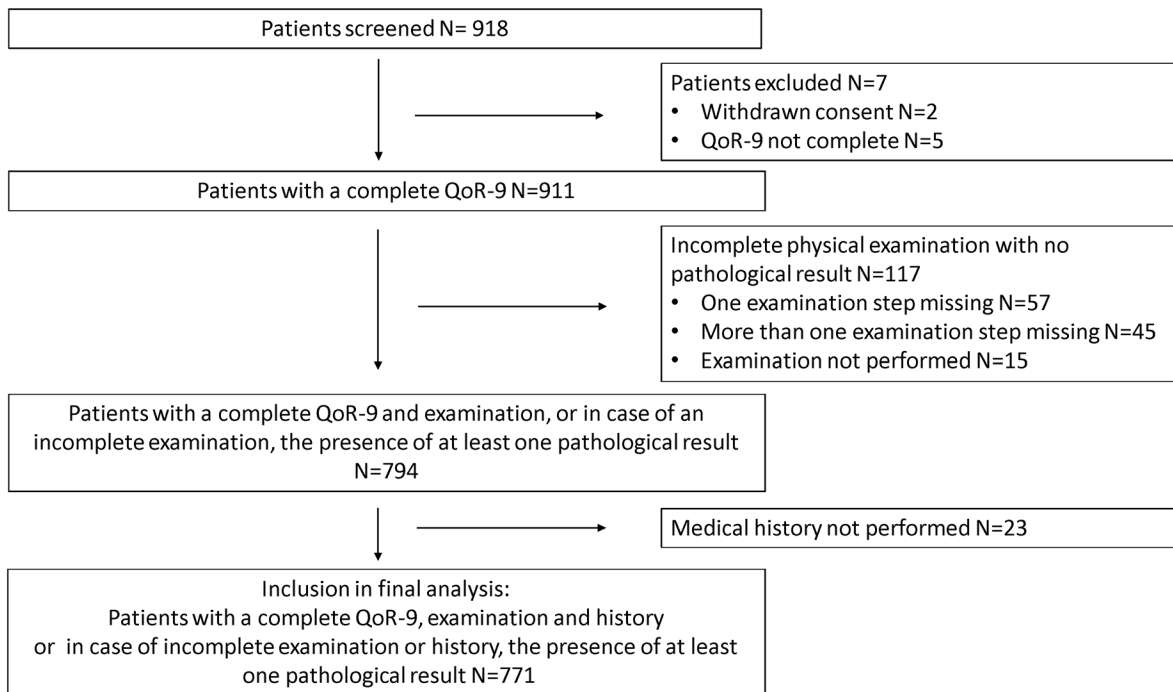 Patients screened N= 918
Patients excluded N=7
• Withdrawn consent N=2
• QoR-9 not complete N=5
Patients with a complete QoR-9 N=911
Incomplete physical examination with no
pathological result N=117
• One examination step missing N=57
• More than one examination step missing N=45
• Examination not performed N=15
Patients with a complete QoR-9 and examination, or in case of an
incomplete examination, the presence of at least one pathological result
N=794
Medical history not performed N=23
Inclusion in final analysis:
Patients with a complete QoR-9, examination and history
or in case of incomplete examination or history, the presence of at least
one pathological result N=771